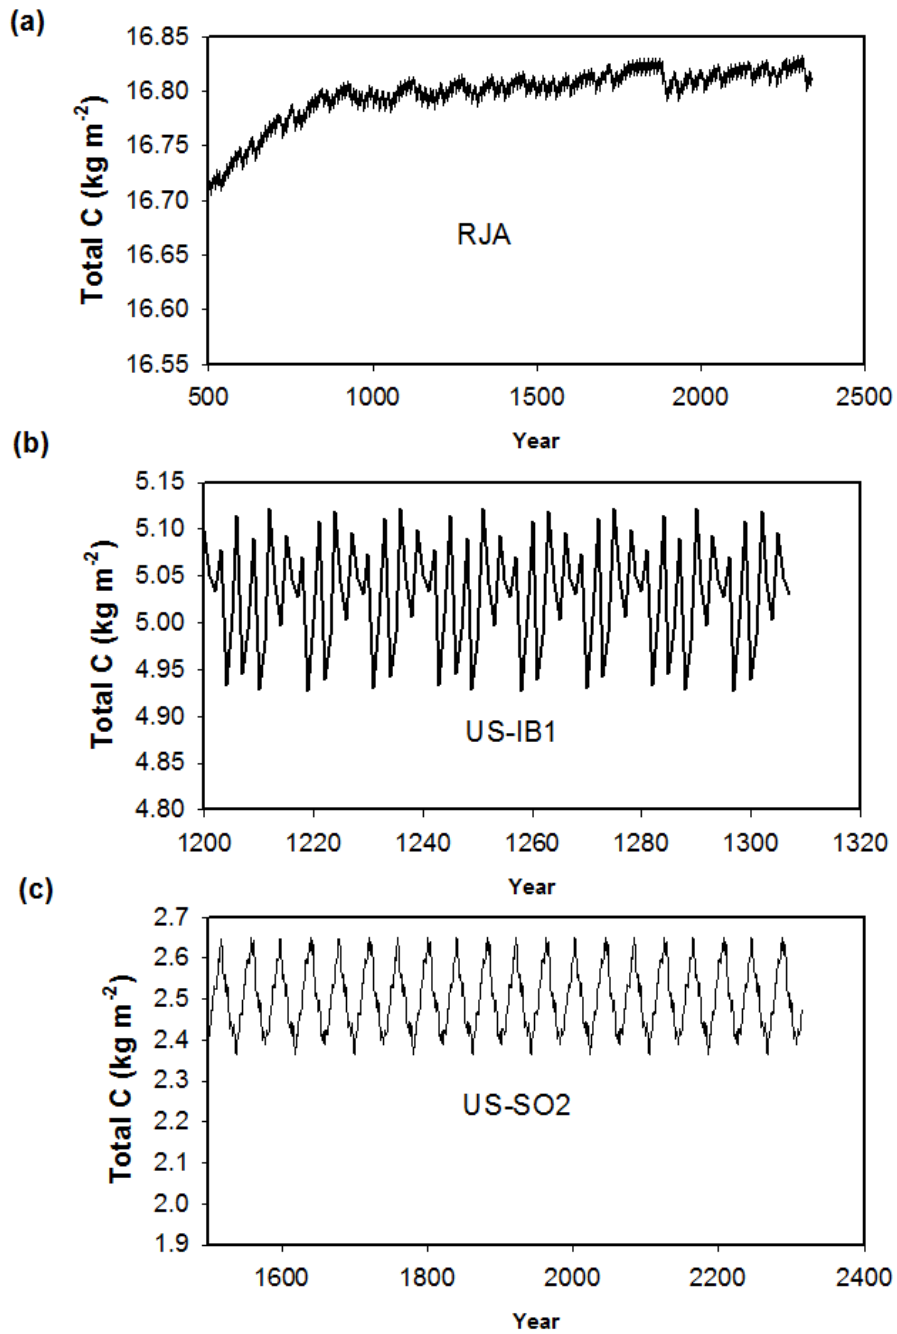 (a)
Total C (kg m-2)
16.85
16.80
16.75
16.70
16.65
16.60
16.55
RJA
500 1000 1500 2000 2500
Year
(b)
Total C (kg m-2)
5.15
5.10
5.05
5.00
4.95
4.90
4.85
4.80
US-IB1
1200 1220 1240 1260 1280 1300 1320
Year
(c)
Total C (kg m-2)
2.7
2.6
2.5
2.4
2.3
2.2
2.1
2.0
1.9
US-SO2
1600 1800 2000 2200 2400
Year